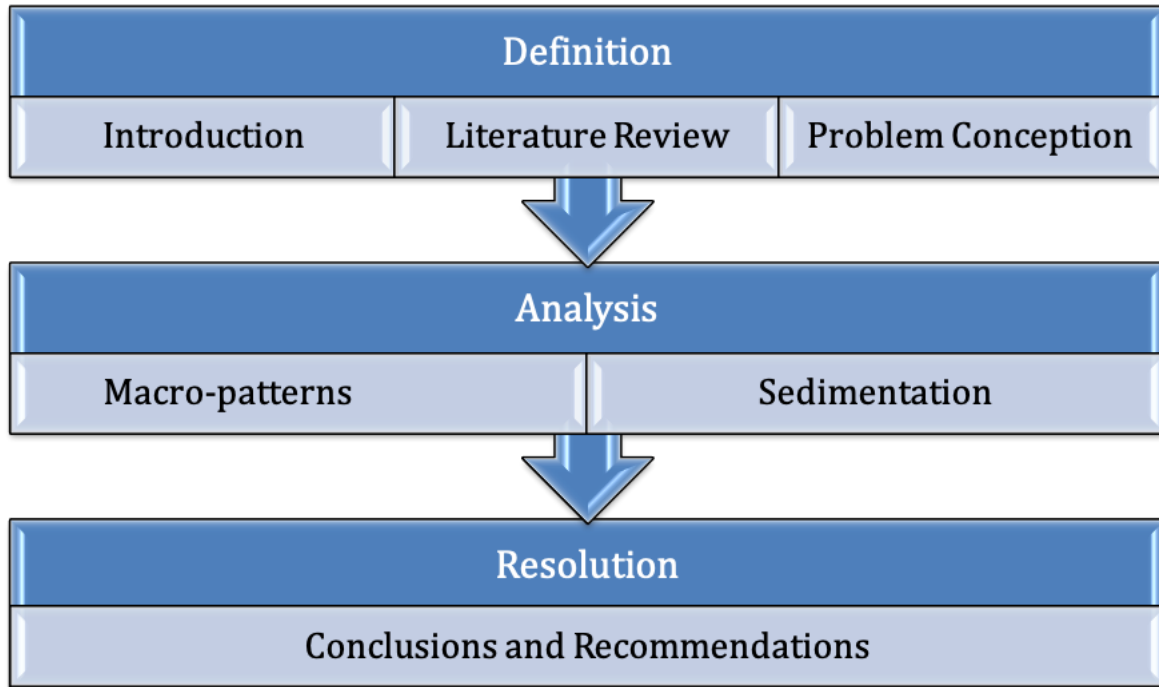 Definition
Introduction
Literature Review
Problem Conception
Analysis
Macro-patterns
Sedimentation
Resolution
Conclusions and Recommendations